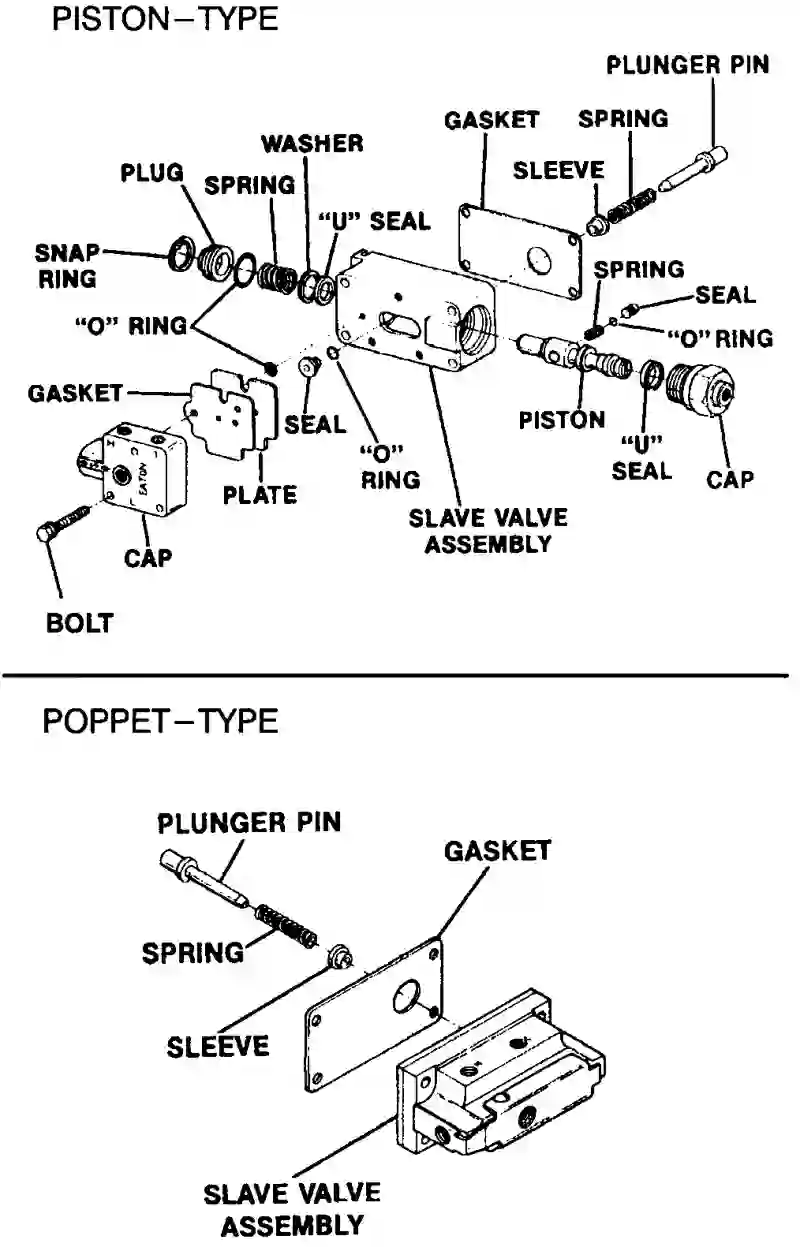 PISTON-TYPE
PLUNGER PIN
GASKET
SPRING
WASHER
SLEEVE
PLUG
SPRING
"U" SEAL
SNAP
RING
SPRING
SEAL
"O" RING
"O" RING
GASKET
SEAL
PISTON
"O"
RING
"U"
SEAL
CAP
PLATE
EATON
SLAVE VALVE
ASSEMBLY
CAP
BOLT
POPPET-TYPE
PLUNGER PIN
GASKET
SPRING
SLEEVE
SLAVE VALVE
ASSEMBLY